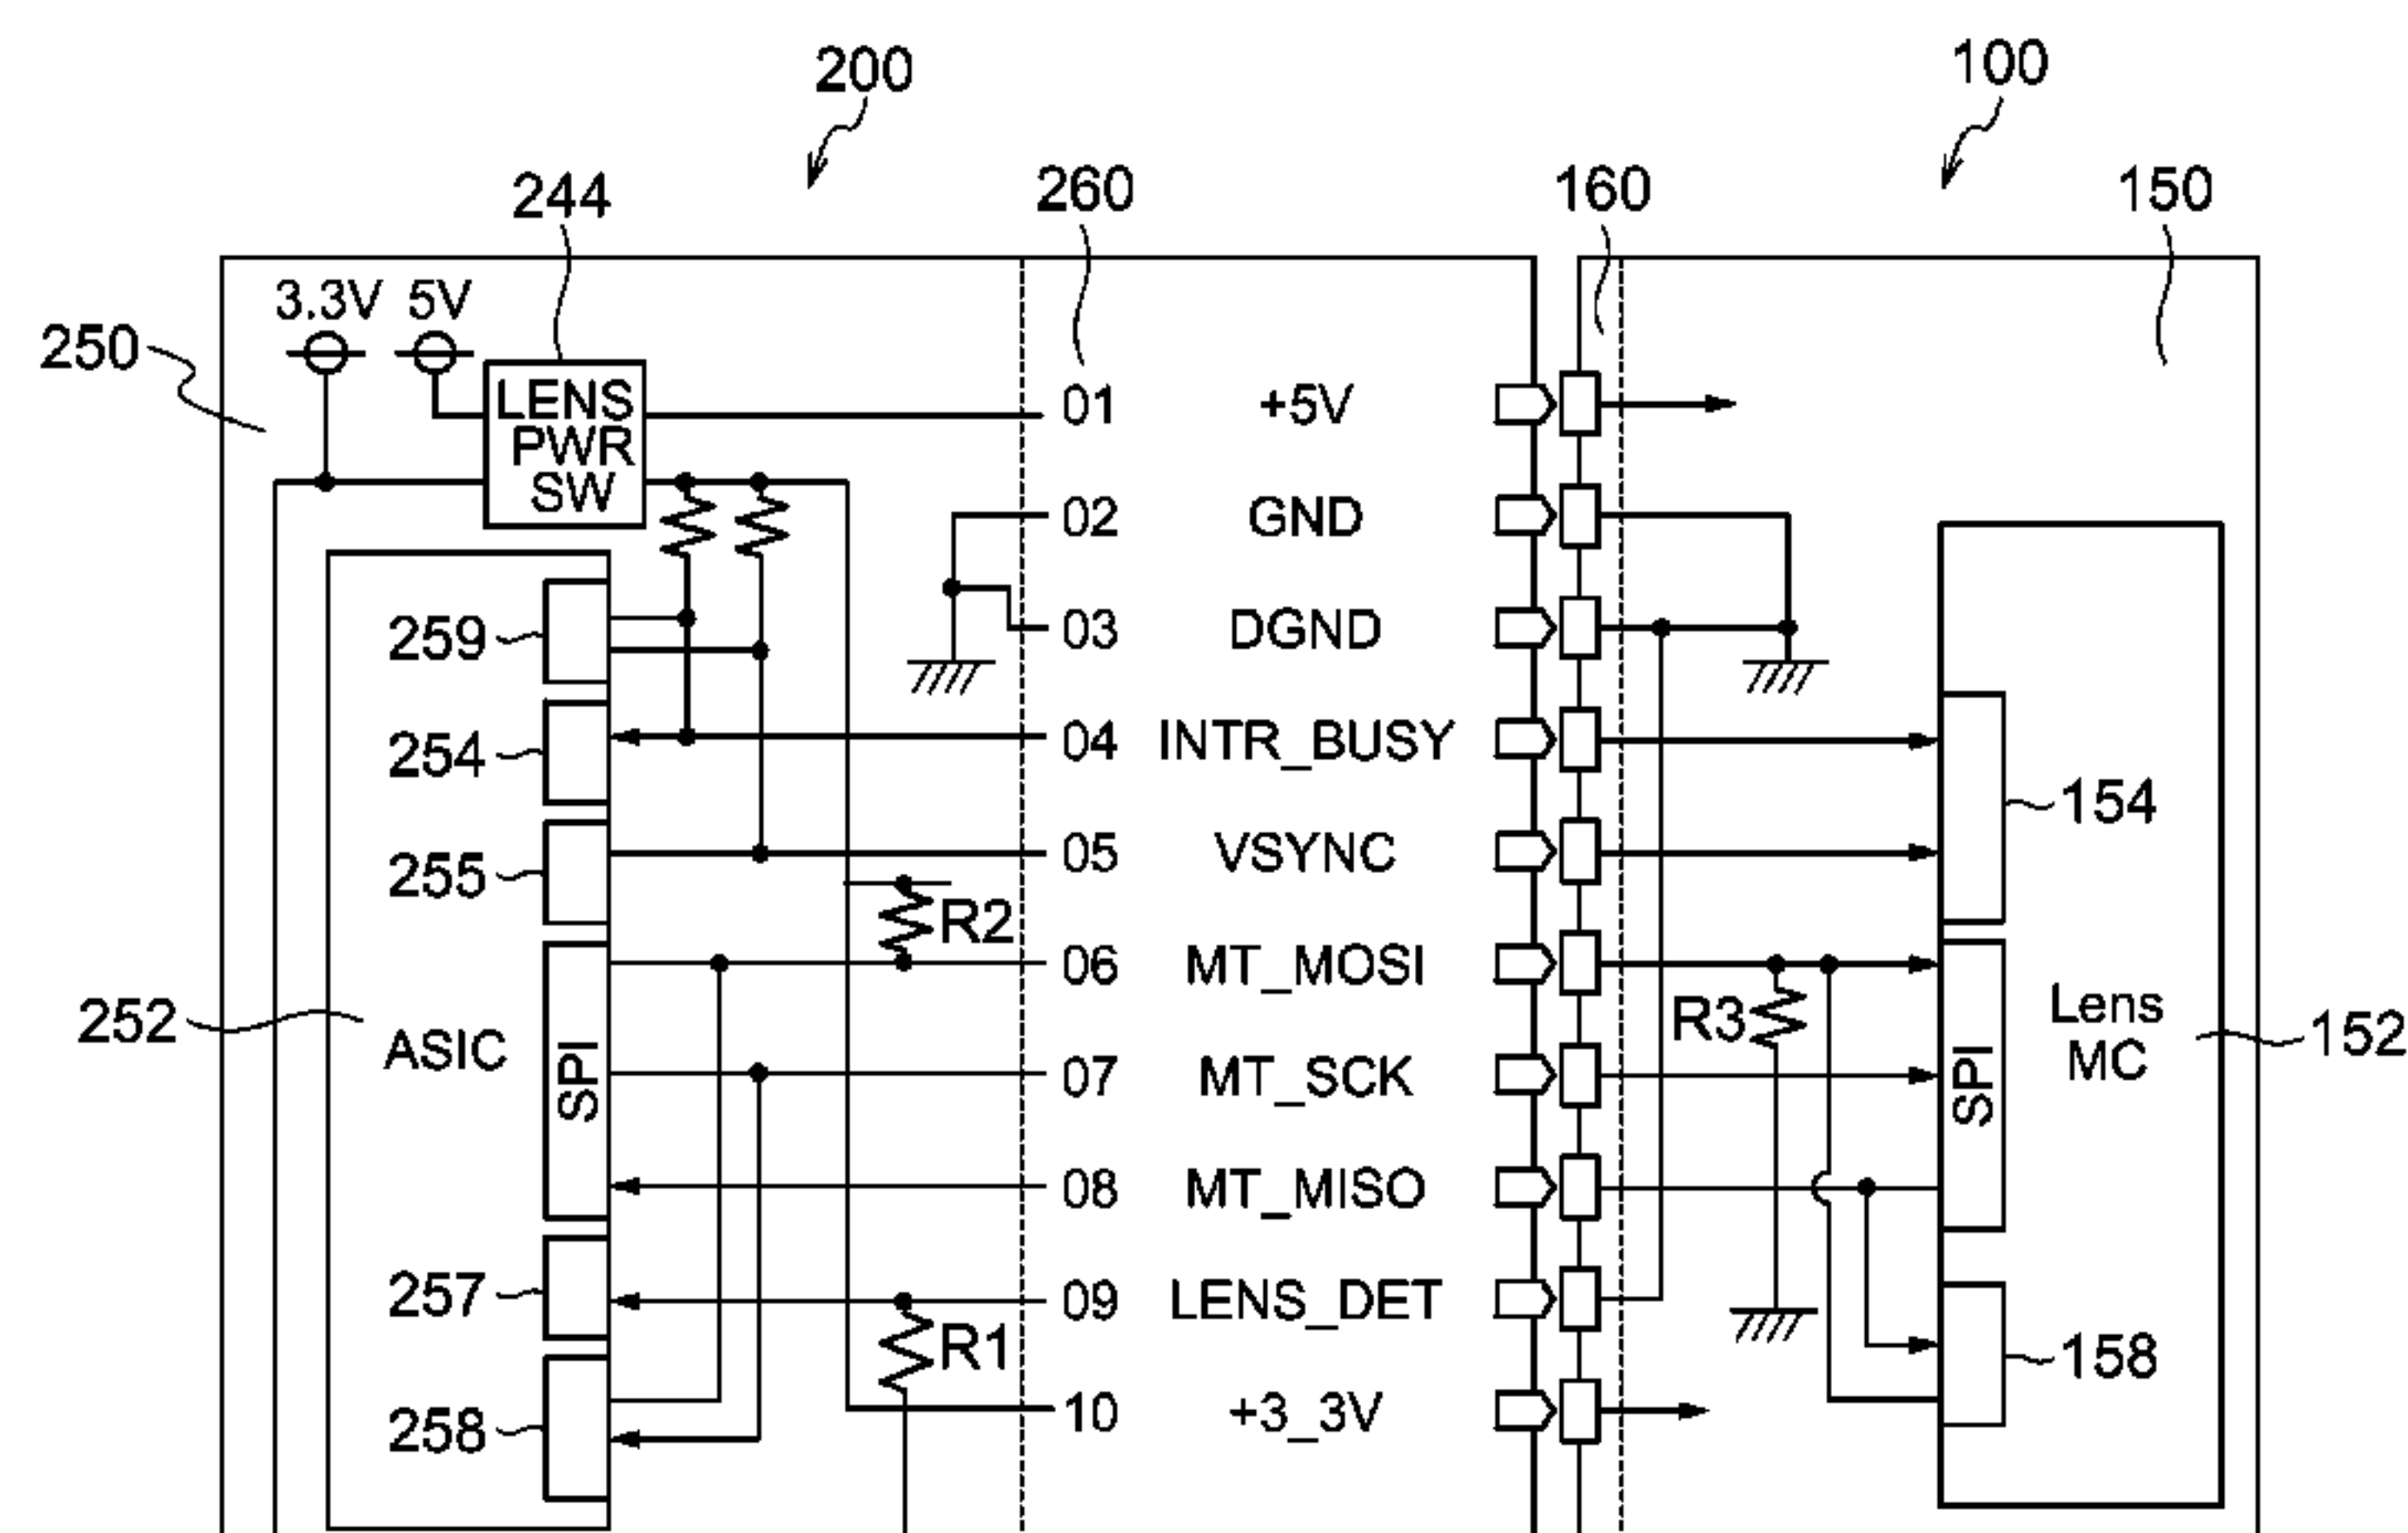 200
100
244
260
160
150
3.3V 5V
250
LENS
PWR
SW
01 +5V
02 GND
03 DGND
04 INTR_BUSY
05 VSYNC
06 MT_MOSI
07 MT_SCK
08 MT_MISO
09 LENS_DET
10 +3_3V
259
254
255
252
ASIC
SPI
257
258
R2
R1
R3
154
Lens
MC
152
SPI
158